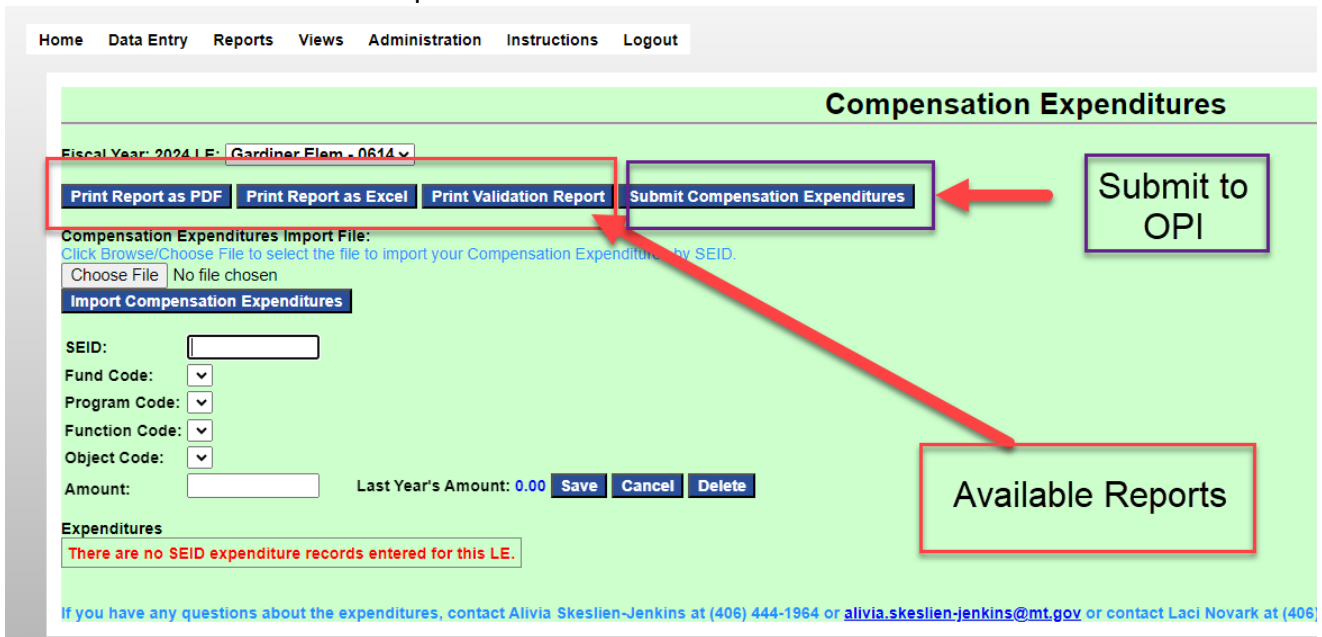 Home Data Entry Reports Views Administration Instructions Logout
Compensation Expenditures
Fiscal Year: 2024 LE: Gardiner Elem - 0614
Print Report as PDF Print Report as Excel Print Validation Report Submit Compensation Expenditures
Submit to
OPI
Compensation Expenditures Import File:
Click Browse/Choose File to select the file to import your Compensation Expenditures by SEID.
Choose File No file chosen
Import Compensation Expenditures
SEID:
Fund Code:
Program Code:
Function Code:
Object Code:
Amount: Last Year's Amount: 0.00 Save Cancel Delete
Available Reports
Expenditures
There are no SEID expenditure records entered for this LE.
If you have any questions about the expenditures, contact Alivia Skeslien-Jenkins at (406) 444-1964 or alivia.skeslien-jenkins@mt.gov or contact Laci Novark at (406)